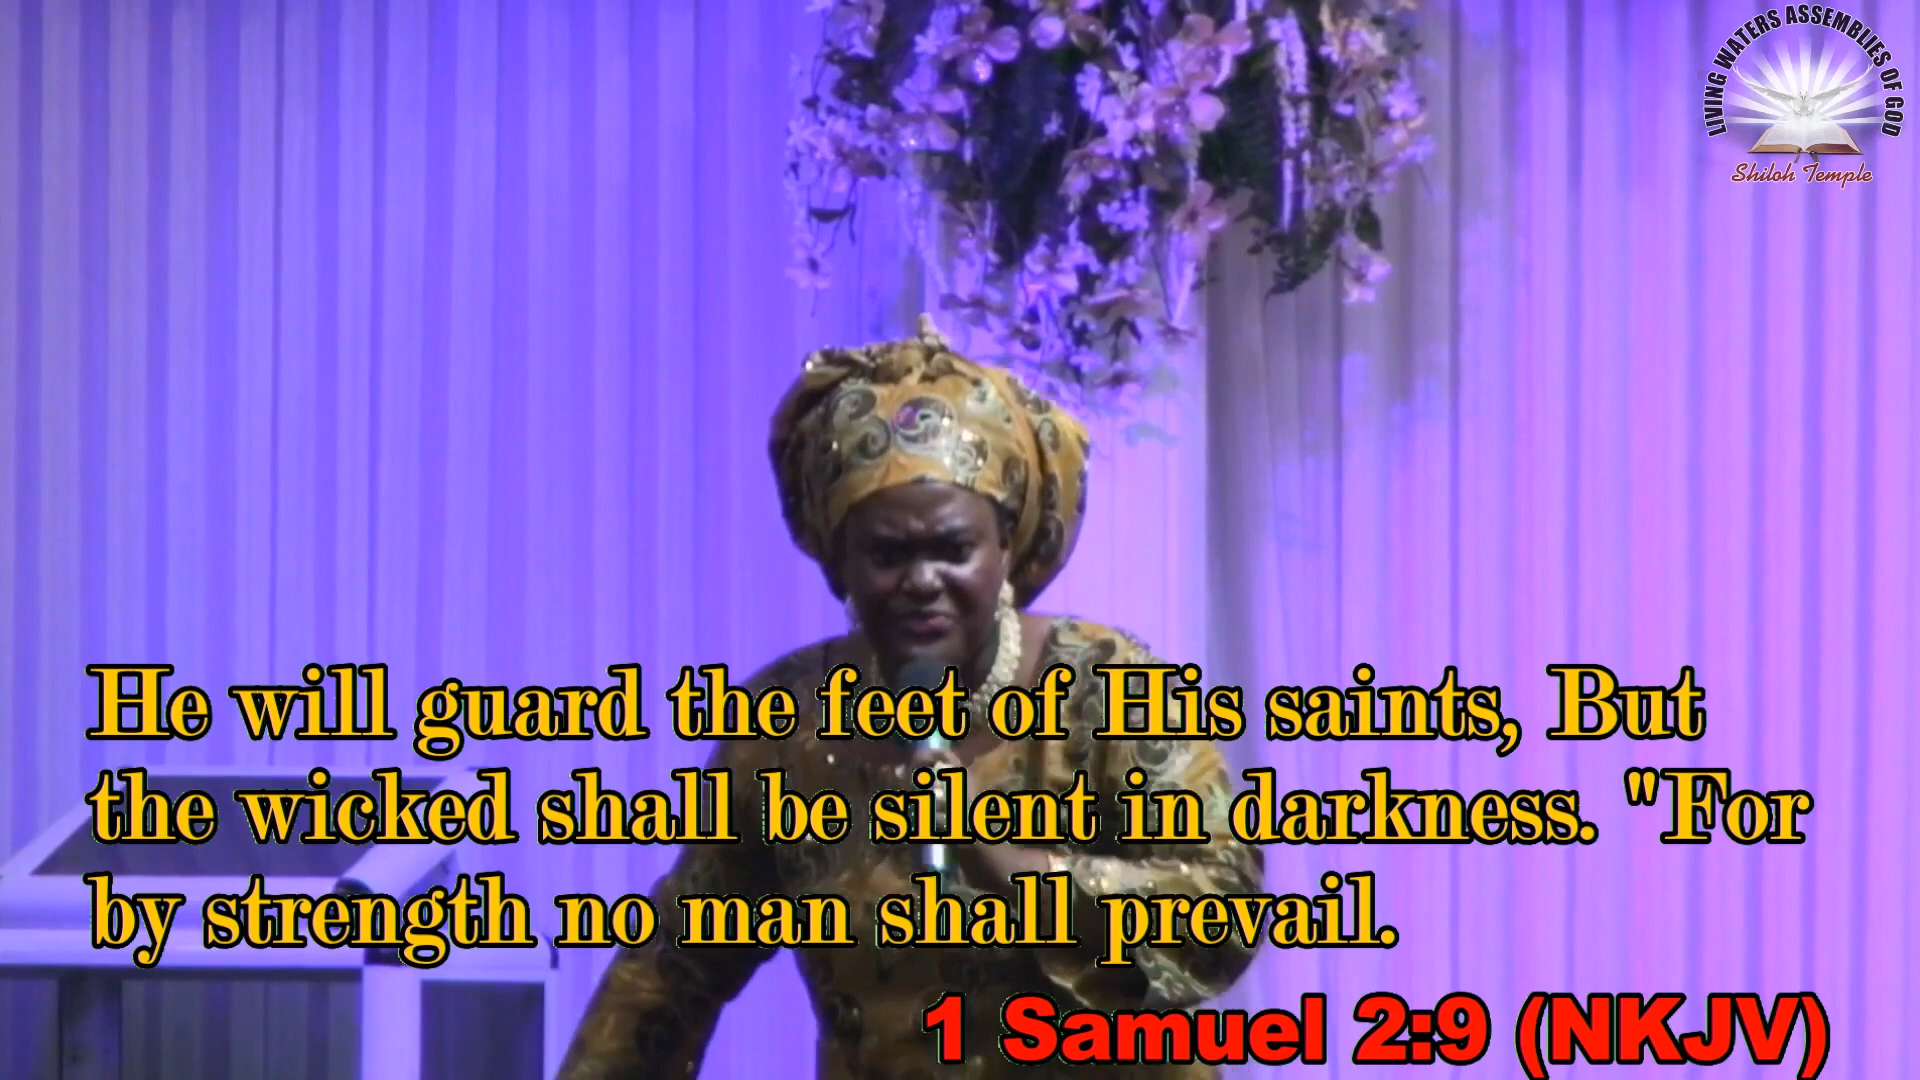 LIVING WATERS ASSEMBLIES OF GOD
Shiloh Temple
He will guard the feet of His saints, But
the wicked shall be silent in darkness. "For
by strength no man shall prevail.
1 Samuel 2:9 (NKJV)